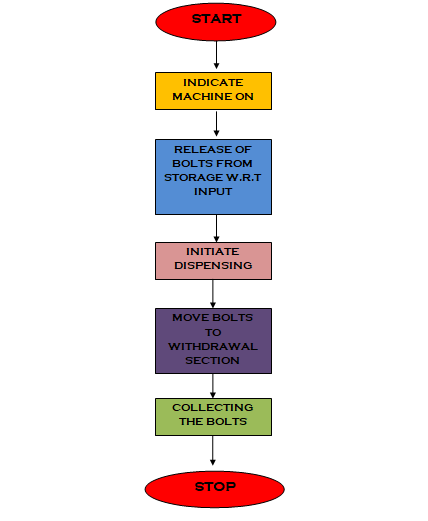 START
INDICATE
MACHINE ON
RELEASE OF
BOLTS FROM
STORAGE W.R.T
INPUT
INITIATE
DISPENSING
MOVE BOLTS
TO
WITHDRAWAL
SECTION
COLLECTING
THE BOLTS
STOP